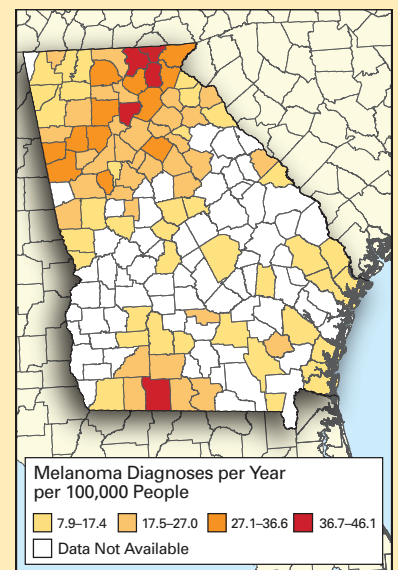 Melanoma Diagnoses per Year
per 100,000 People
7.9–17.4 17.5–27.0 27.1–36.6 36.7–46.1
Data Not Available